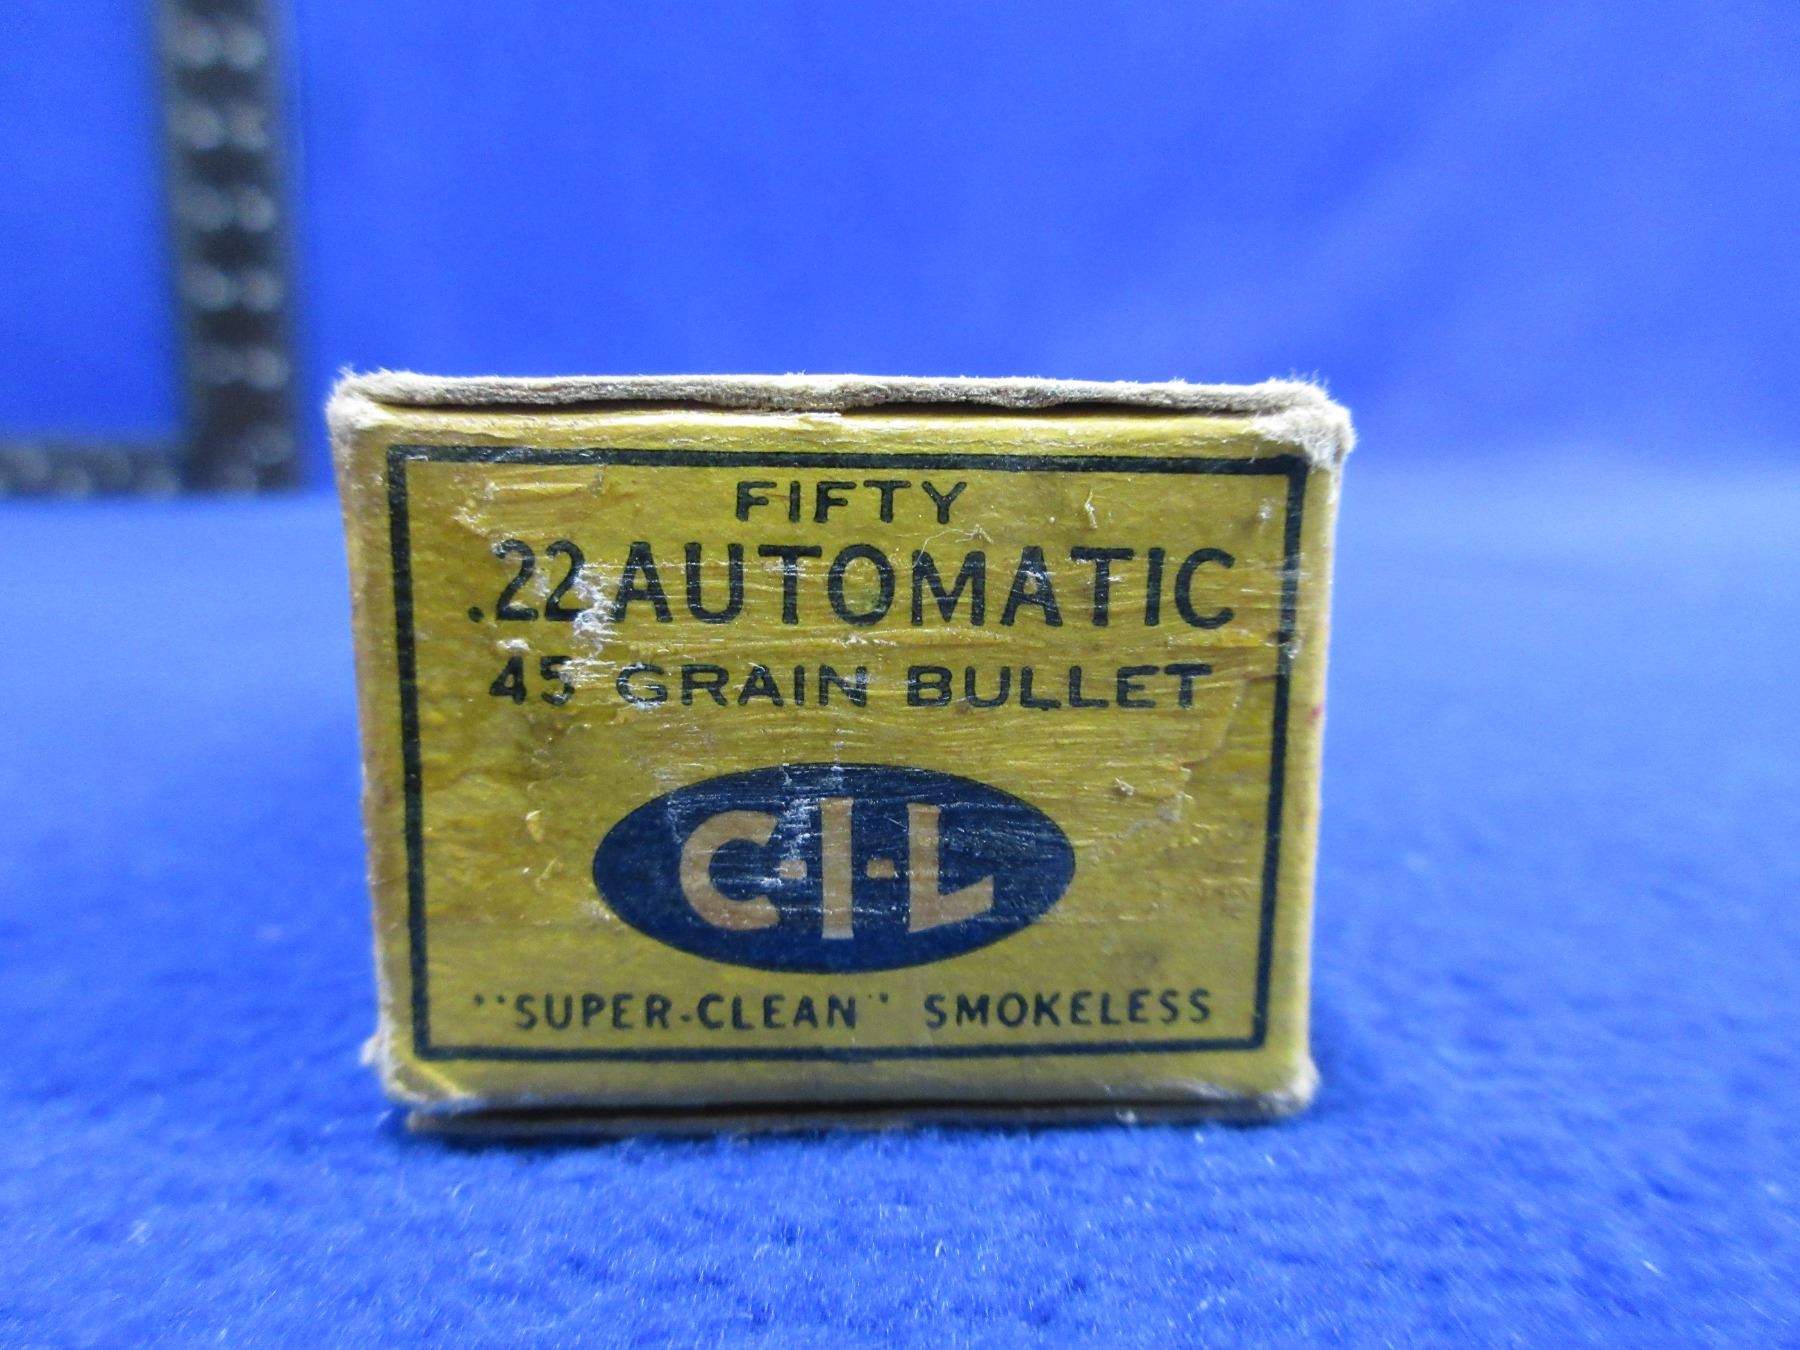 FIFTY
.22 AUTOMATIC
45 GRAIN BULLET
C-I-L
"SUPER-CLEAN" SMOKELESS